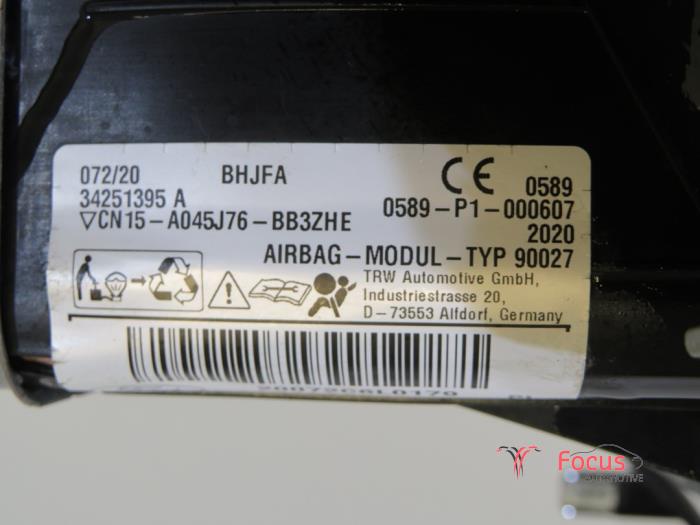 072/20 BHJFA
34251395 A
▽CN15-A045J76-BB3ZHE
CE 0589
0589-P1-000607
2020
AIRBAG-MODUL-TYP 90027
TRW Automotive GmbH,
Industriestrasse 20,
D-73553 Alfdorf, Germany
Focus
AUTOMOTIVE